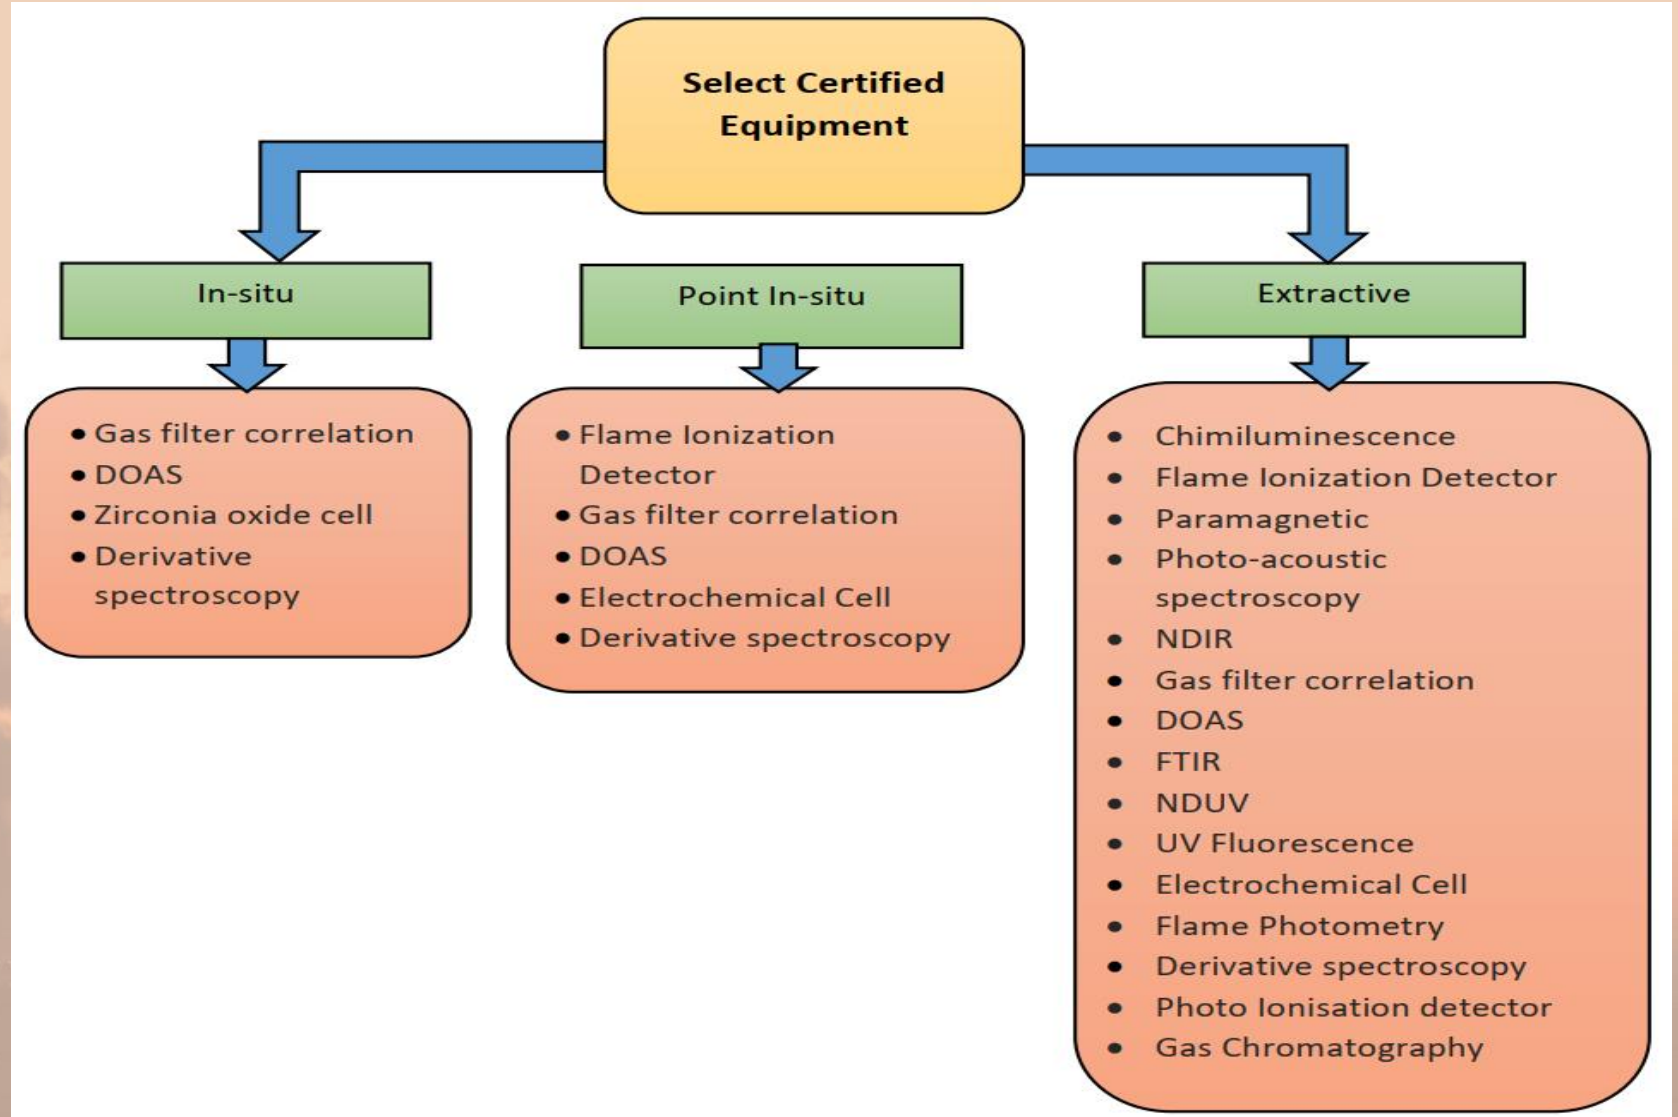 Select Certified
Equipment
In-situ
Point In-situ
Extractive
• Gas filter correlation
• DOAS
• Zirconia oxide cell
• Derivative
spectroscopy
• Flame Ionization
Detector
• Gas filter correlation
• DOAS
• Electrochemical Cell
• Derivative spectroscopy
• Chimiluminescence
• Flame Ionization Detector
• Paramagnetic
• Photo-acoustic
spectroscopy
• NDIR
• Gas filter correlation
• DOAS
• FTIR
• NDUV
• UV Fluorescence
• Electrochemical Cell
• Flame Photometry
• Derivative spectroscopy
• Photo Ionisation detector
• Gas Chromatography